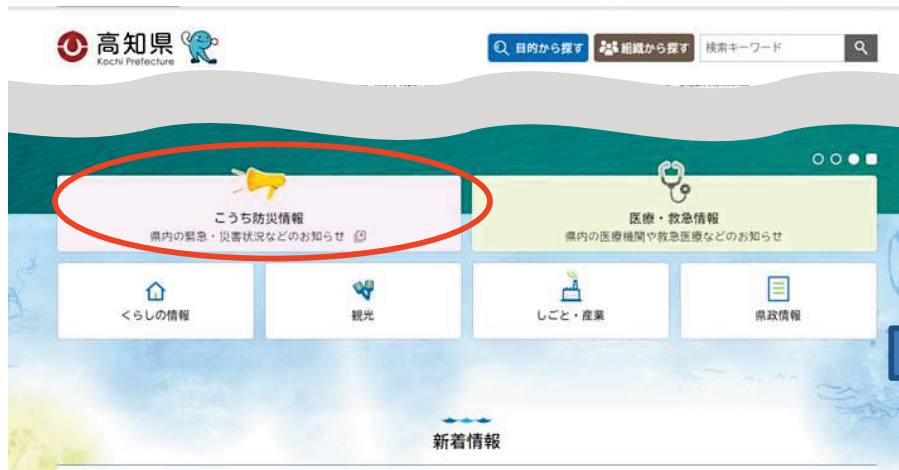 高知県
Kochi Prefecture
目的から探す
組織から探す
検索キーワード
こうち防災情報
県内の緊急・災害状況などのお知らせ
医療・救急情報
県内の医療機関や救急医療などのお知らせ
くらしの情報
観光
しごと・産業
県政情報
新着情報